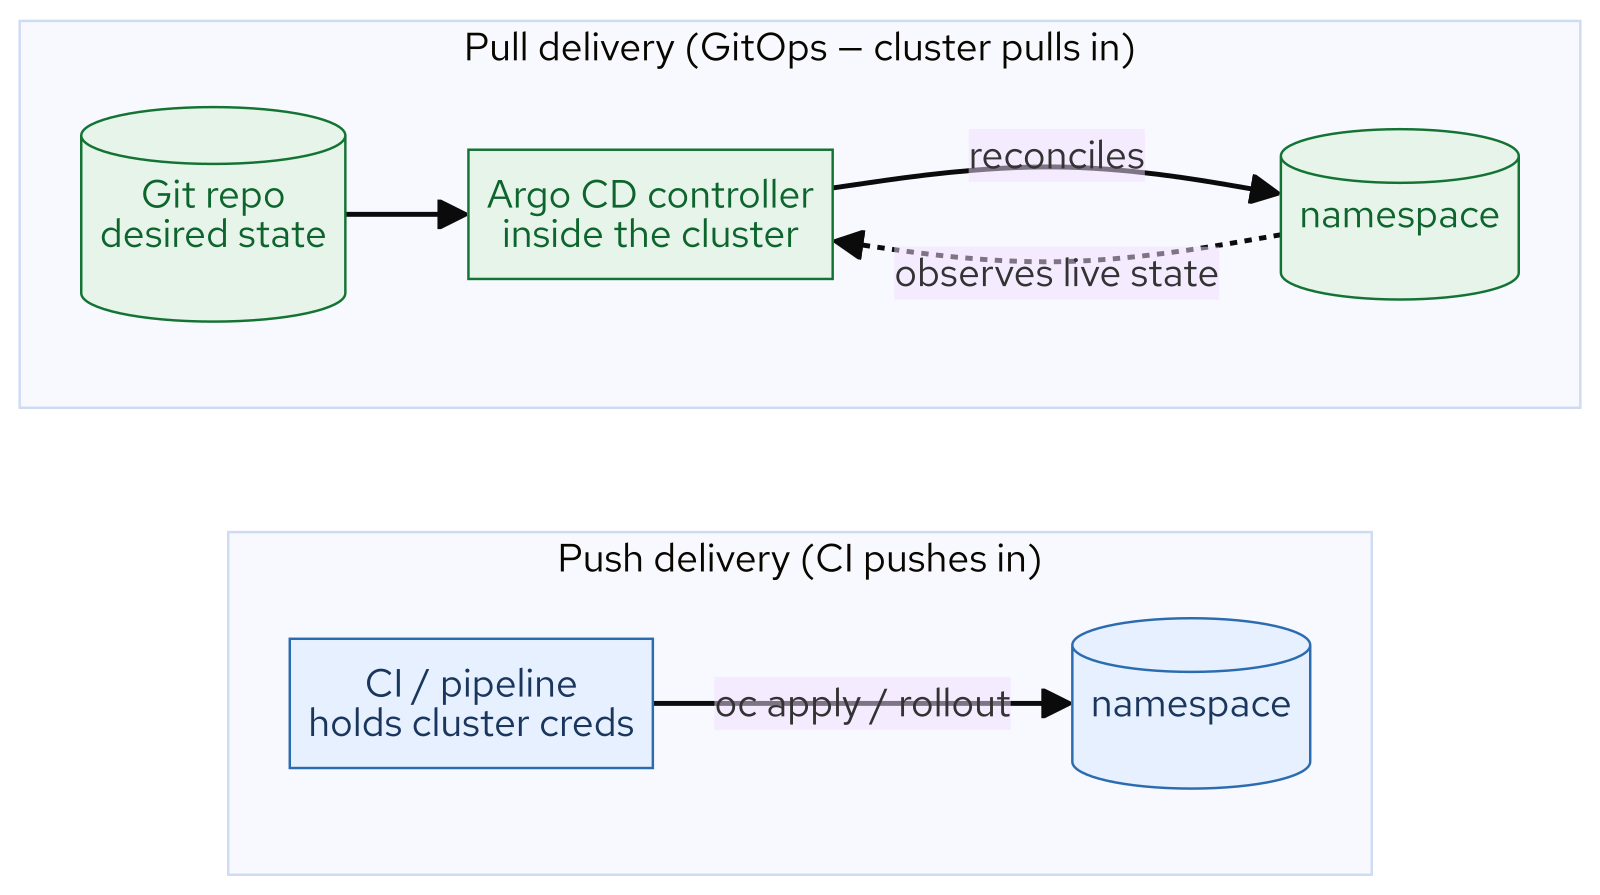 Pull delivery (GitOps – cluster pulls in)
Git repo
desired state
Argo CD controller
inside the cluster
reconciles
observes live state
namespace
Push delivery (CI pushes in)
CI / pipeline
holds cluster creds
oc apply / rollout
namespace